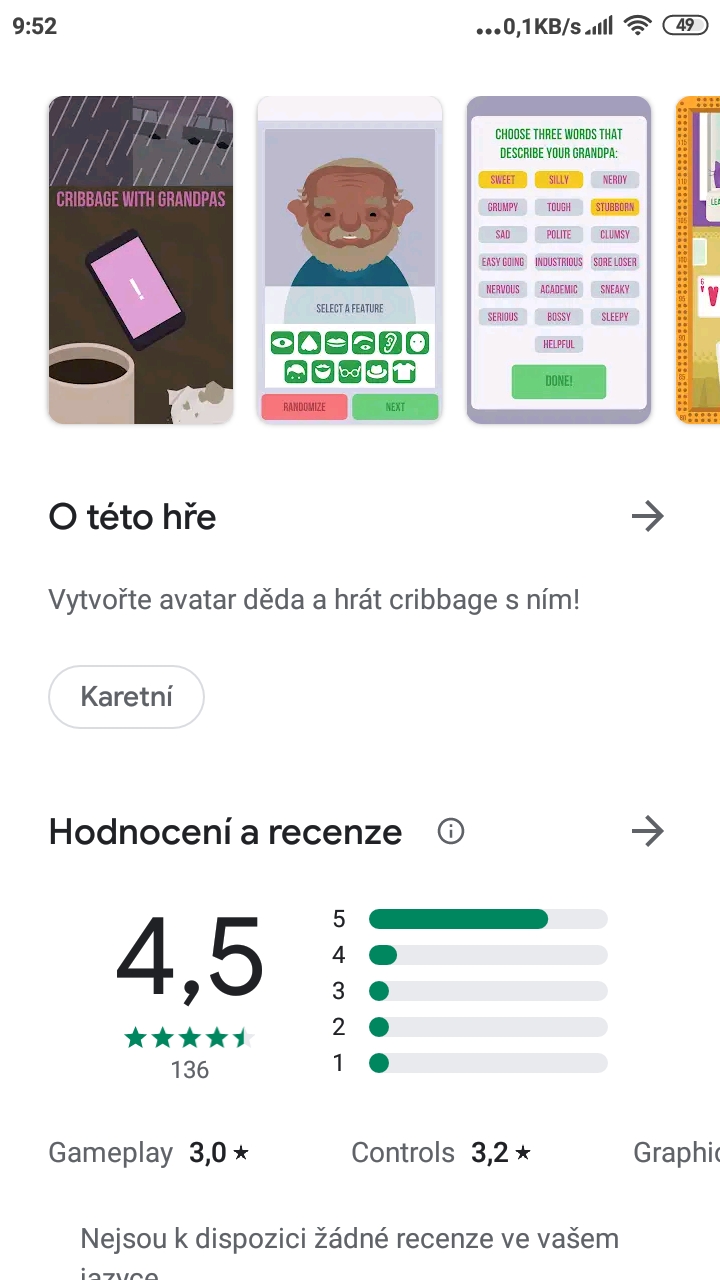 9:52
...0,1KB/s
49
CRIBBAGE WITH GRANDPAS
!
SELECT A FEATURE
RANDOMIZE
NEXT
CHOOSE THREE WORDS THAT
DESCRIBE YOUR GRANDPA:
SWEET SILLY NERDY
GRUMPY TOUGH STUBBORN
SAD POLITE CLUMSY
EASY GOING INDUSTRIOUS SORE LOSER
NERVOUS ACADEMIC SNEAKY
SERIOUS BOSSY SLEEPY
HELPFUL
DONE!
O této hře
Vytvořte avatar děda a hrát cribbage s ním!
Karetní
Hodnocení a recenze
4,5
136
5
4
3
2
1
Gameplay 3,0 ★
Controls 3,2 ★
Graphic
Nejsou k dispozici žádné recenze ve vašem
jazyce